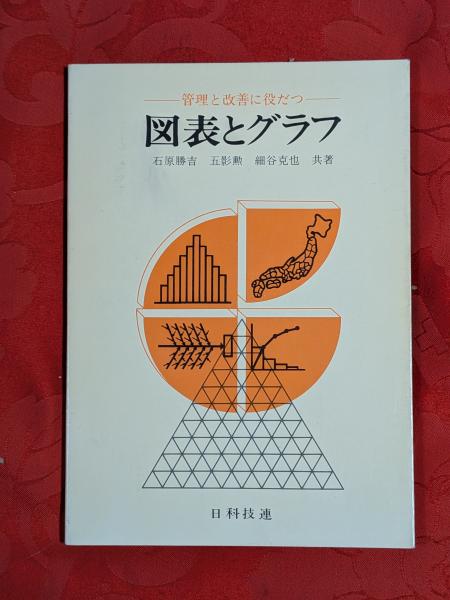 管理と改善に役だつ
図表とグラフ
石原勝吉 五影勲 細谷克也 共著
日科技連